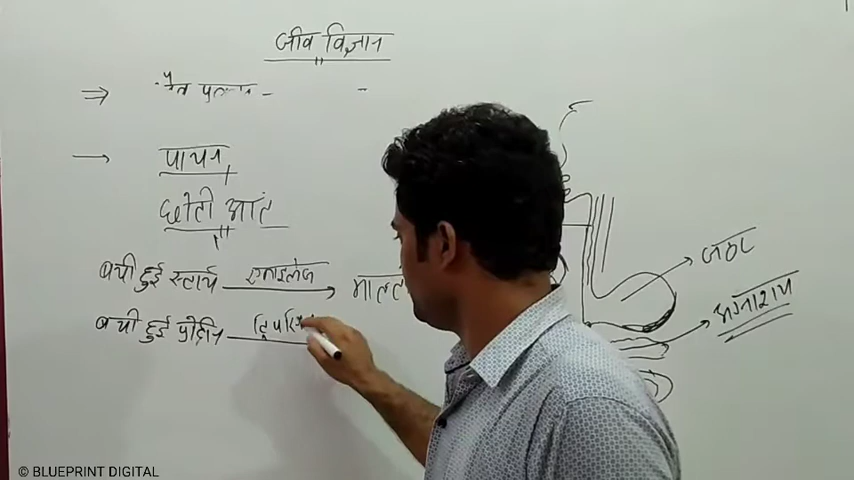 जीव विज्ञान
पाचन
छोटी आंत
बची हुई स्टार्च एमाइलेज
बची हुई प्रोटीन
जठर
अग्नाशय
© BLUEPRINT DIGITAL